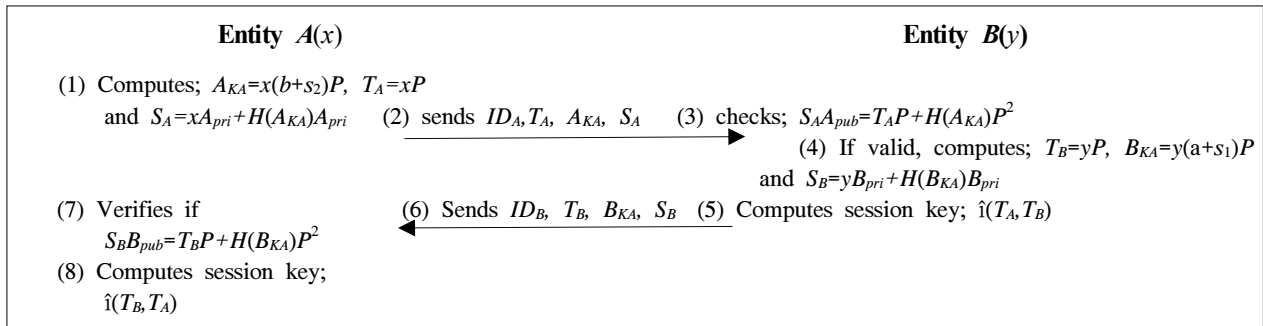 Entity A(x) Entity B(y)
(1) Computes; A_KA=x(b+s_2)P, T_A=xP
and S_A=xA_pri+H(A_KA)A_pri (2) sends ID_A,T_A, A_KA, S_A (3) checks; S_AA_pub=T_AP+H(A_KA)P^2
(4) If valid, computes; T_B=yP, B_KA=y(a+s_1)P
and S_B=yB_pri+H(B_KA)B_pri
(7) Verifies if (6) Sends ID_B, T_B, B_KA, S_B (5) Computes session key; î(T_A,T_B)
S_BB_pub=T_BP+H(B_KA)P^2
(8) Computes session key;
î(T_B,T_A)